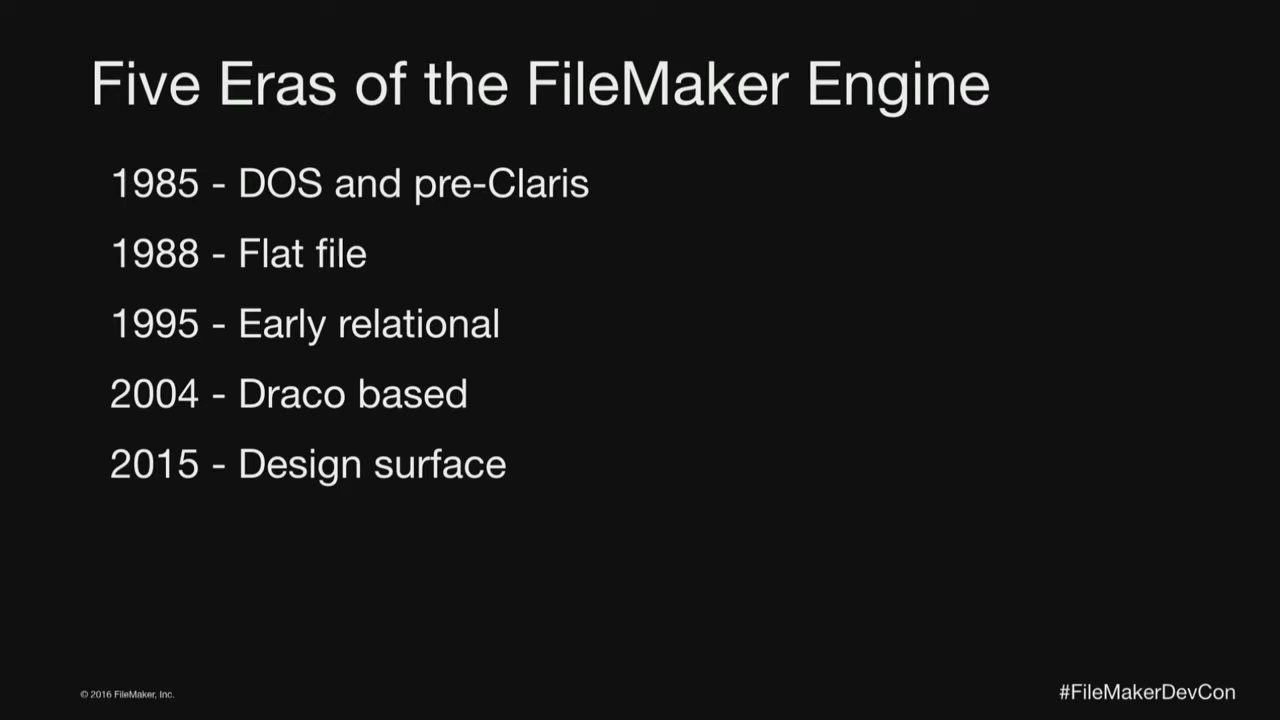 Five Eras of the FileMaker Engine
1985 - DOS and pre-Claris
1988 - Flat file
1995 - Early relational
2004 - Draco based
2015 - Design surface
© 2016 FileMaker, Inc.
#FileMakerDevCon